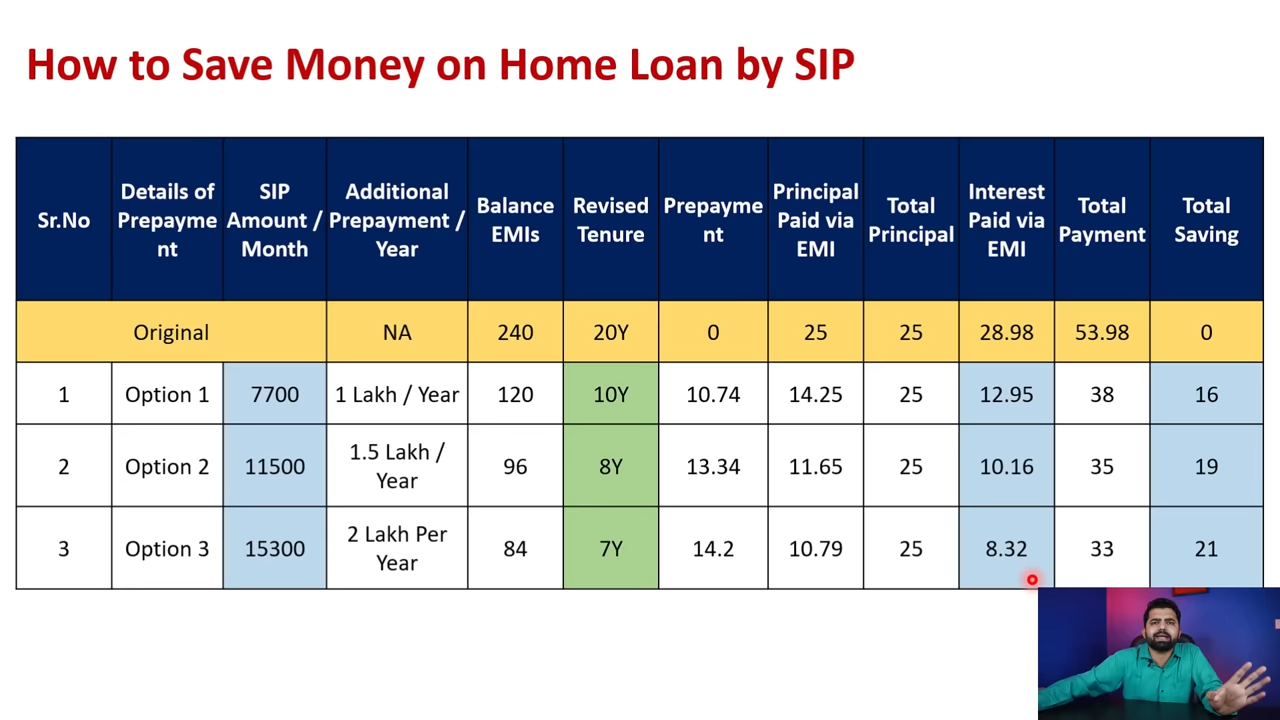 How to Save Money on Home Loan by SIP
Sr.No
Details of
Prepayme
nt
SIP
Amount /
Month
Additional
Prepayment /
Year
Balance
EMIs
Revised
Tenure
Prepayme
nt
Principal
Paid via
EMI
Total
Principal
Interest
Paid via
EMI
Total
Payment
Total
Saving
Original NA 240 20Y 0 25 25 28.98 53.98 0
1 Option 1 7700 1 Lakh / Year 120 10Y 10.74 14.25 25 12.95 38 16
2 Option 2 11500
1.5 Lakh /
Year
96 8Y 13.34 11.65 25 10.16 35 19
3 Option 3 15300
2 Lakh Per
Year
84 7Y 14.2 10.79 25 8.32 33 21